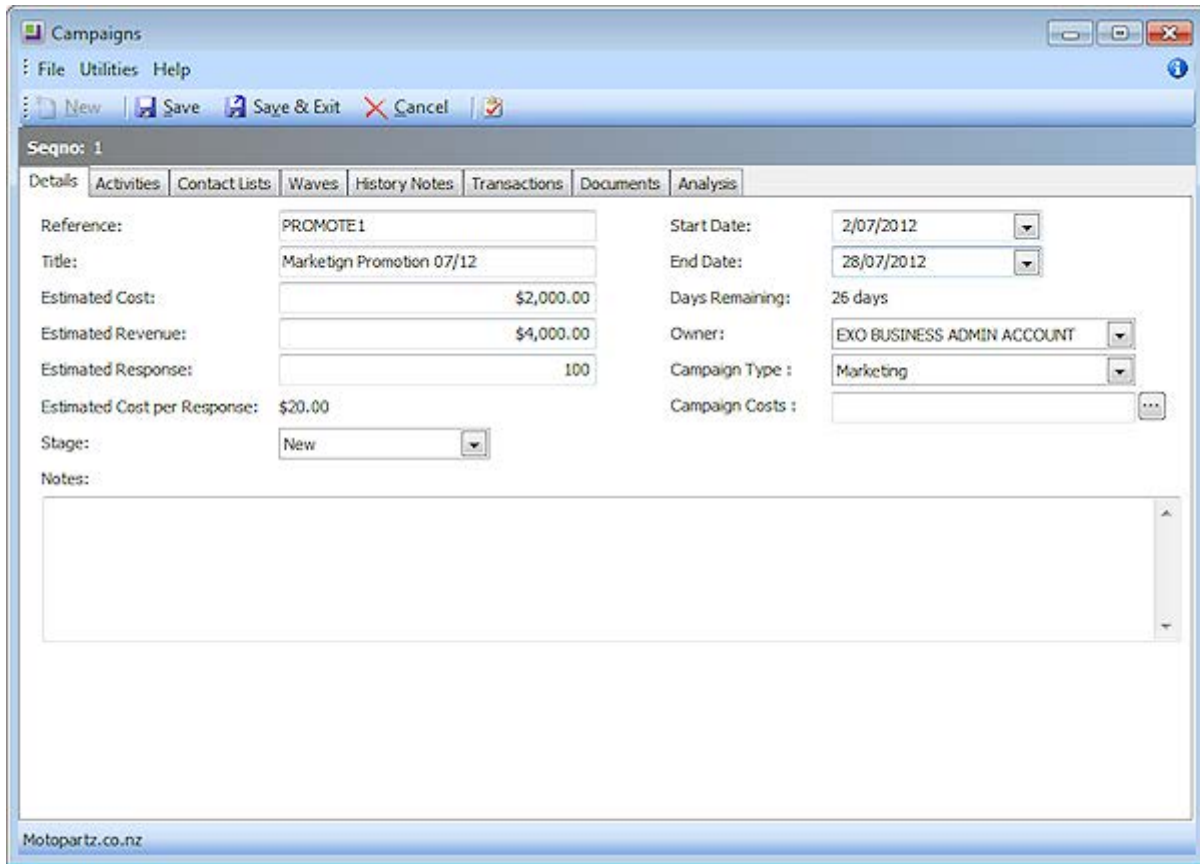 Campaigns
File Utilities Help
New Save Save & Exit Cancel
Seqno: 1
Details Activities Contact Lists Waves History Notes Transactions Documents Analysis
Reference: PROMOTE1 Start Date: 2/07/2012
Title: Marketign Promotion 07/12 End Date: 28/07/2012
Estimated Cost: $2,000.00 Days Remaining: 26 days
Estimated Revenue: $4,000.00 Owner: EXO BUSINESS ADMIN ACCOUNT
Estimated Response: 100 Campaign Type : Marketing
Estimated Cost per Response: $20.00 Campaign Costs : ...
Stage: New
Notes:
Motopartz.co.nz